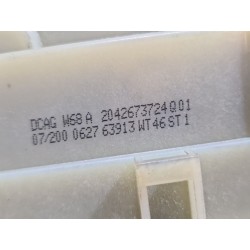 DCAG W68 A 2042673724 Q01
07/200 0627 63913 WT46 ST1